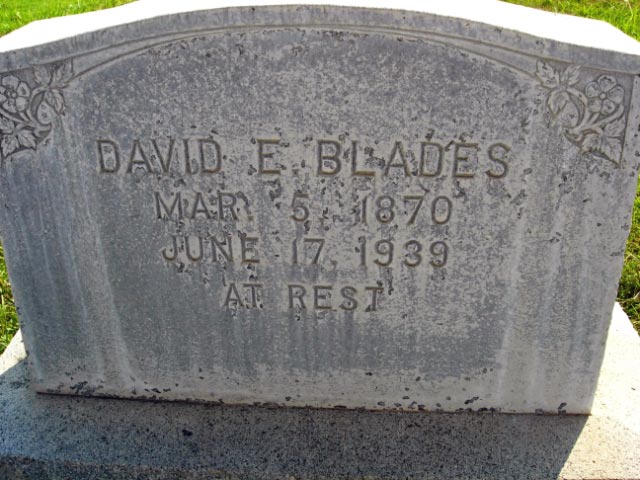 DAVID E. BLADES
MAR. 5, 1870
JUNE 17, 1939
AT REST